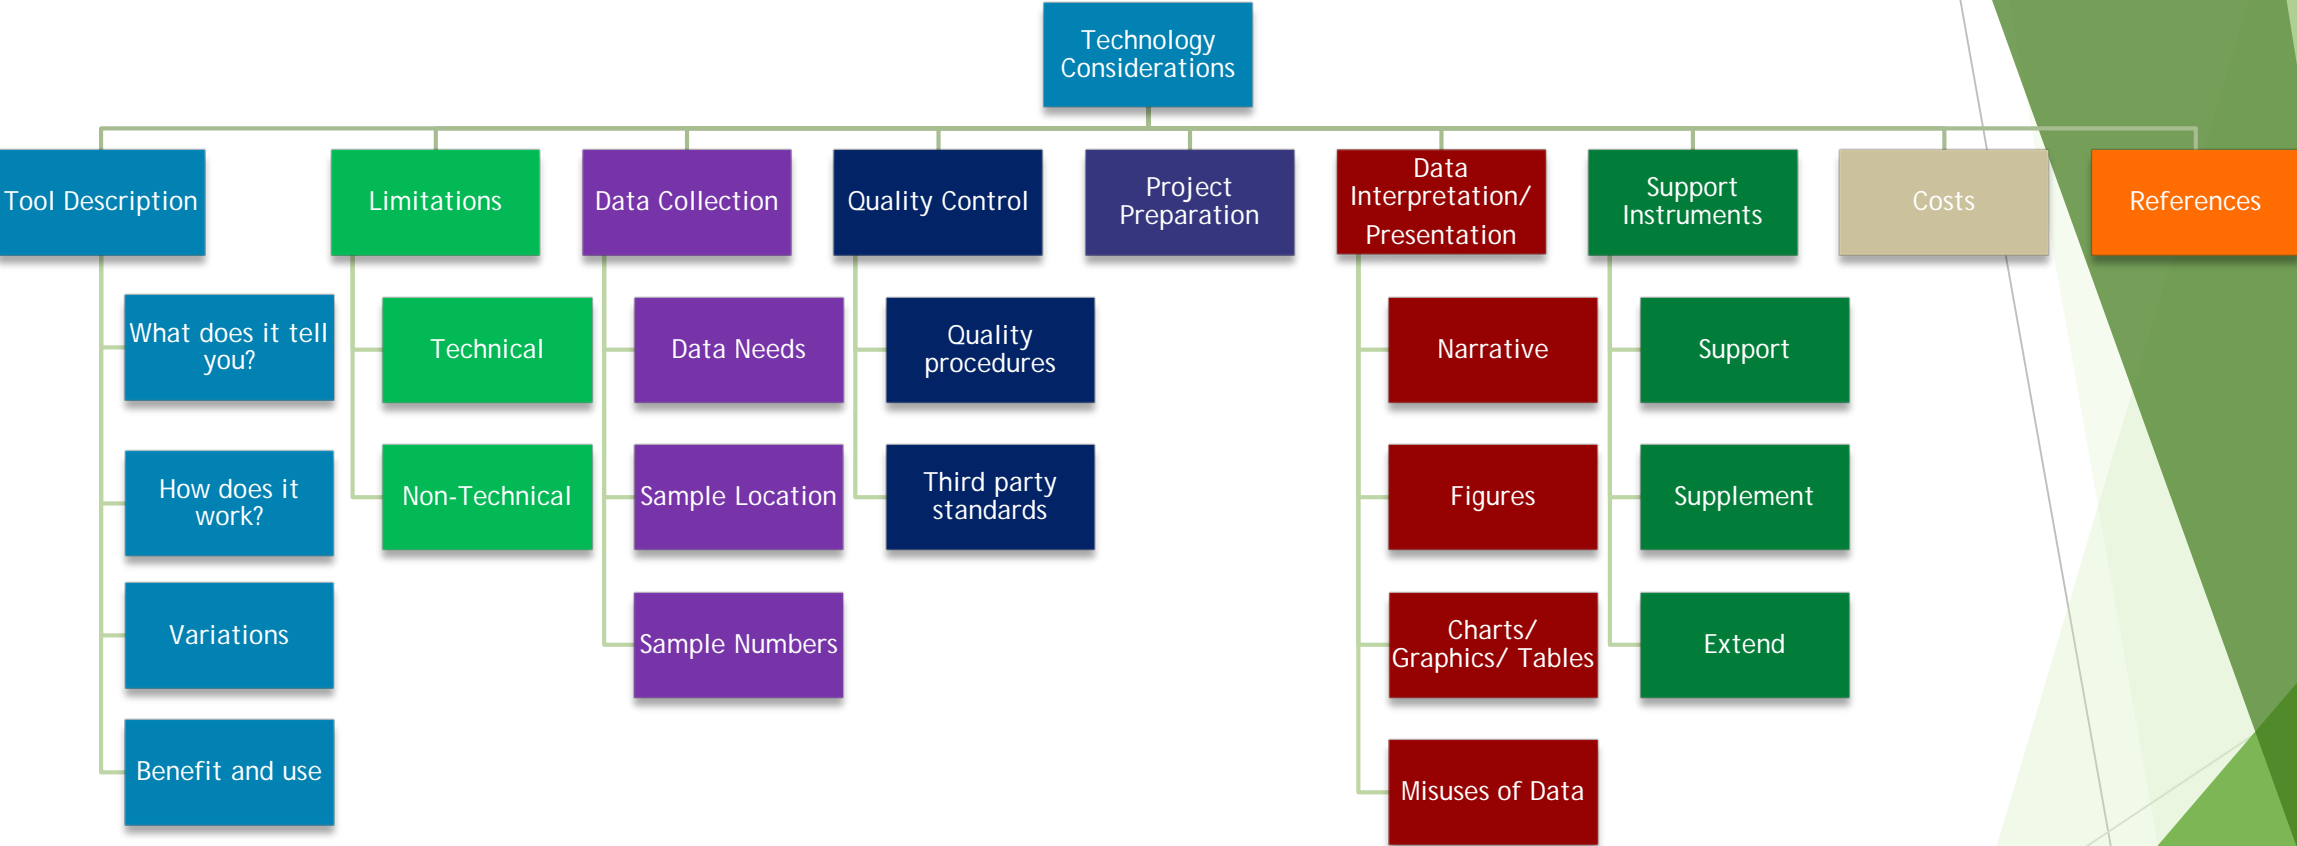 Technology
Considerations
Tool Description
Limitations
Data Collection
Quality Control
Project
Preparation
Data
Interpretation/
Presentation
Support
Instruments
Costs
References
What does it tell
you?
How does it
work?
Variations
Benefit and use
Technical
Non-Technical
Data Needs
Sample Location
Sample Numbers
Quality
procedures
Third party
standards
Narrative
Figures
Charts/
Graphics/ Tables
Misuses of Data
Support
Supplement
Extend